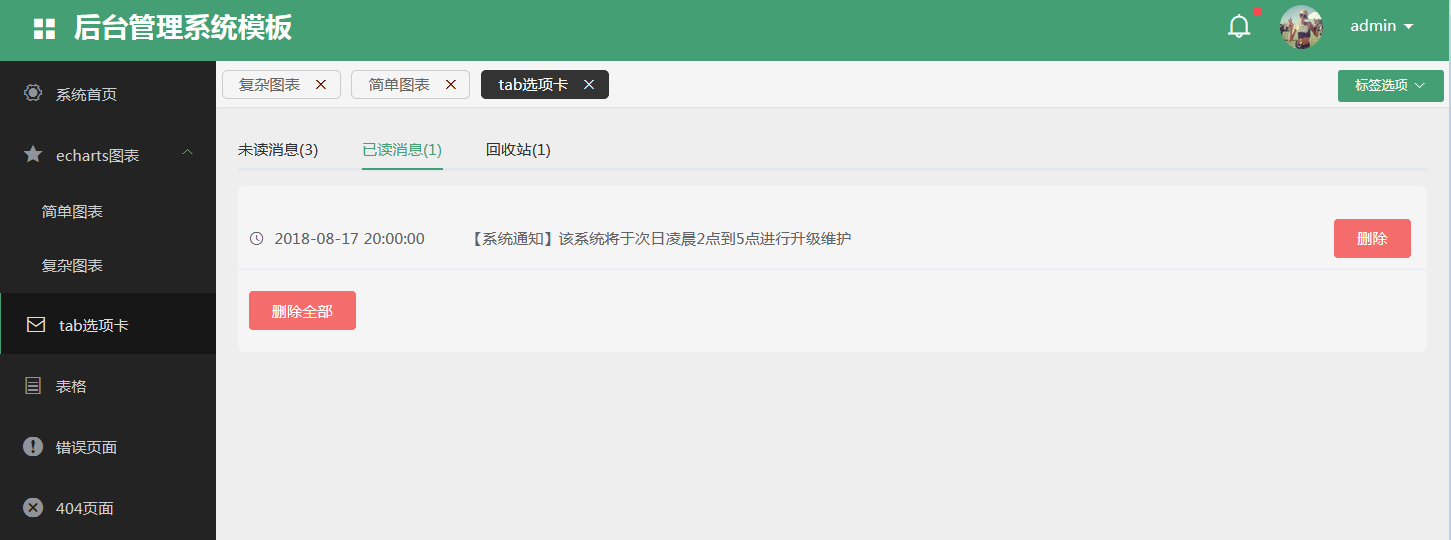 后台管理系统模板
admin
系统首页
echarts图表
简单图表
复杂图表
tab选项卡
表格
错误页面
404页面
复杂图表 简单图表 tab选项卡 标签选项
未读消息(3) 已读消息(1) 回收站(1)
2018-08-17 20:00:00 【系统通知】该系统将于次日凌晨2点到5点进行升级维护 删除
删除全部